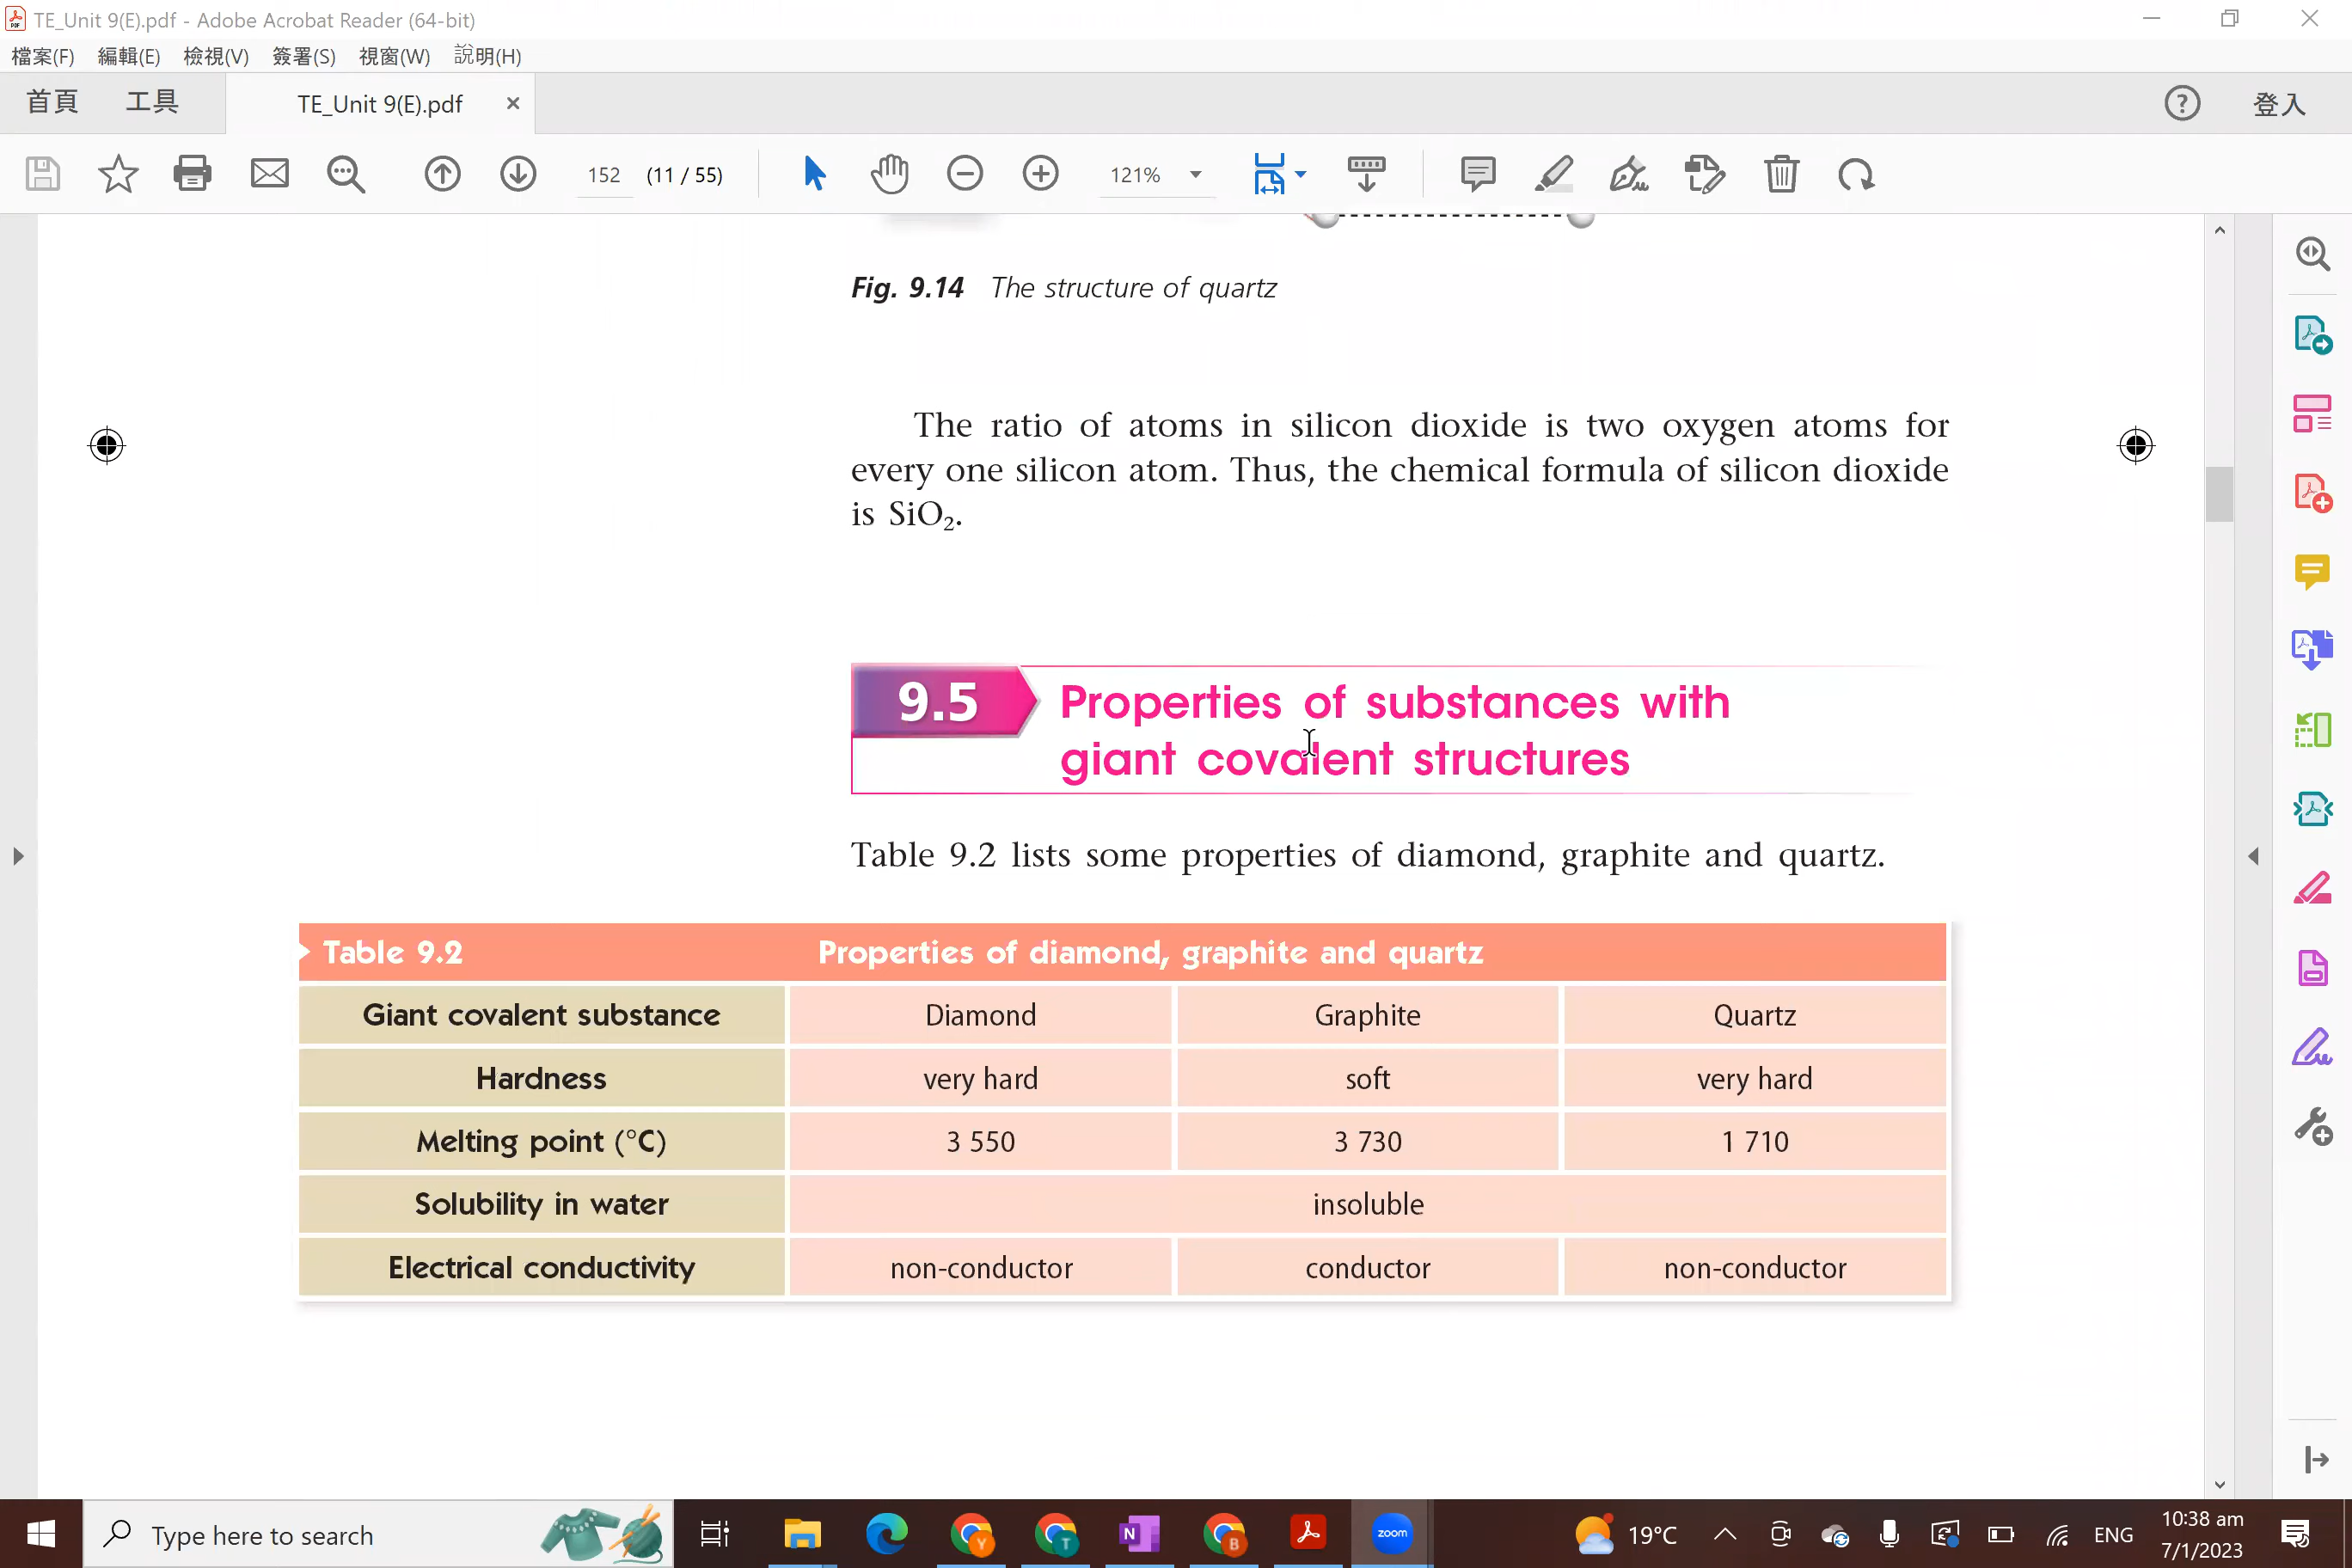 TE_Unit 9(E).pdf - Adobe Acrobat Reader (64-bit)
檔案(F) 編輯(E) 檢視(V) 簽署(S) 視窗(W) 說明(H)
首頁 工具 TE_Unit 9(E).pdf 登入
152 (11 / 55) 121%
Fig. 9.14 The structure of quartz
The ratio of atoms in silicon dioxide is two oxygen atoms for
every one silicon atom. Thus, the chemical formula of silicon dioxide
is SiO₂.
9.5 Properties of substances with
giant covalent structures
Table 9.2 lists some properties of diamond, graphite and quartz.
Table 9.2 Properties of diamond, graphite and quartz
Giant covalent substance Diamond Graphite Quartz
Hardness very hard soft very hard
Melting point (°C) 3 550 3 730 1 710
Solubility in water insoluble
Electrical conductivity non-conductor conductor non-conductor
Type here to search
N Y T B zoom
19°C ENG
10:38 am
7/1/2023